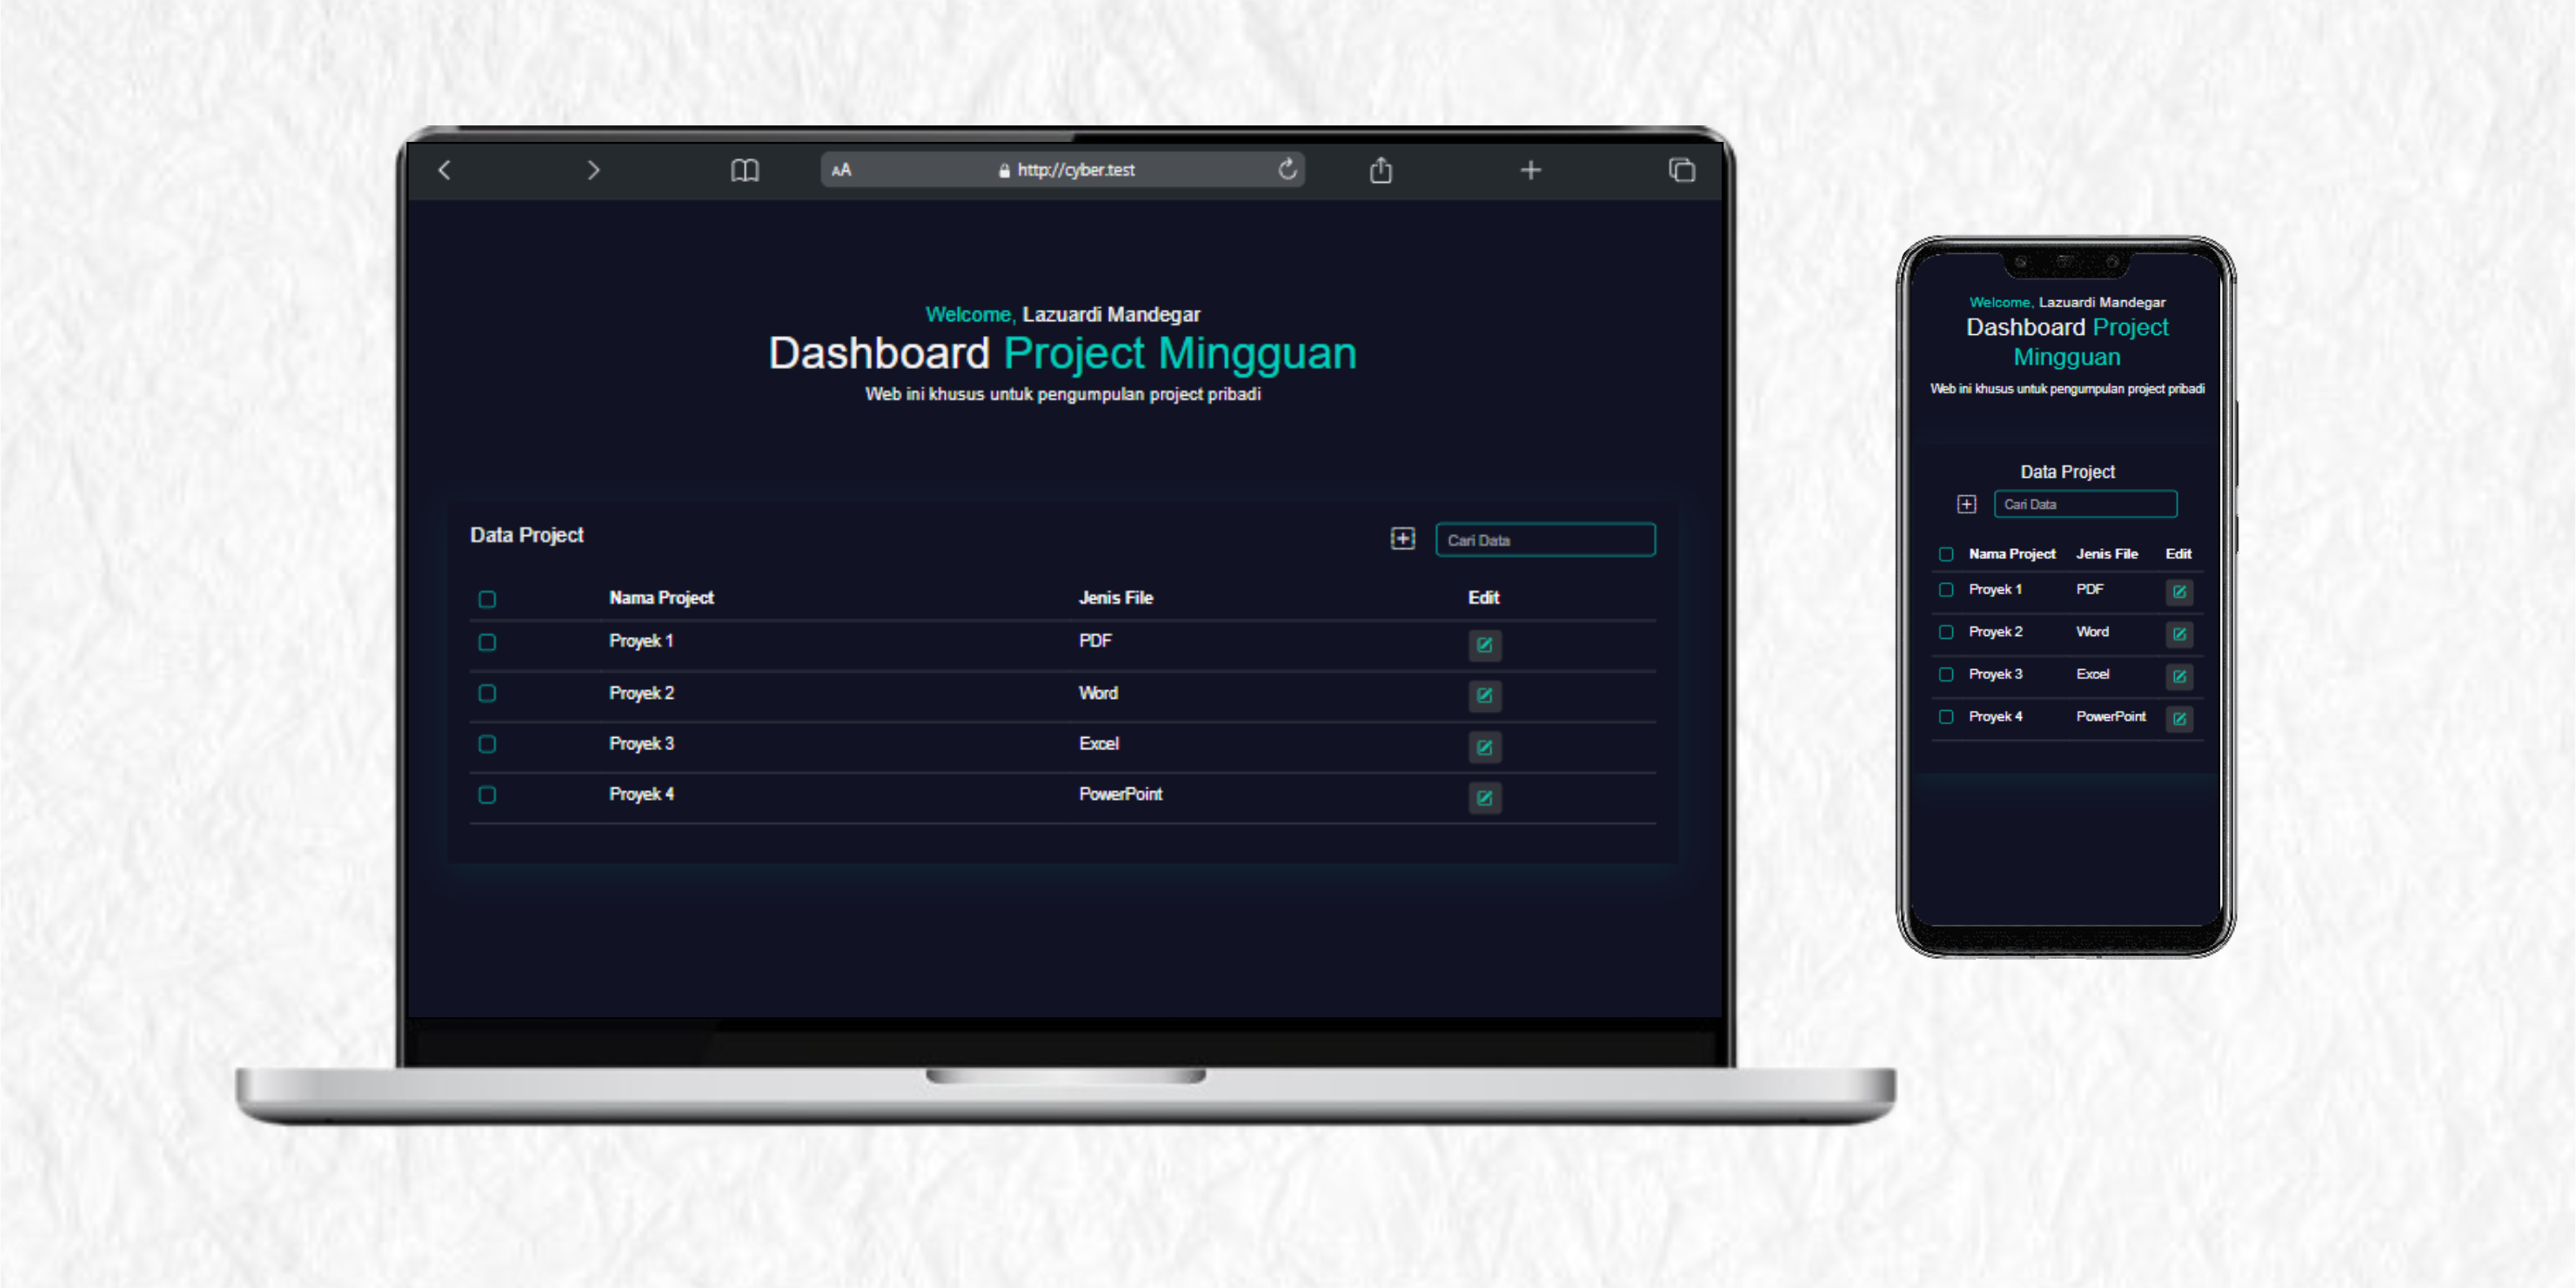 AA
http://cyber.test
Welcome, Lazuardi Mandegar
Dashboard Project Mingguan
Web ini khusus untuk pengumpulan project pribadi
Data Project
Cari Data
Nama Project Jenis File Edit
Proyek 1 PDF
Proyek 2 Word
Proyek 3 Excel
Proyek 4 PowerPoint
Welcome, Lazuardi Mandegar
Dashboard Project
Mingguan
Web ini khusus untuk pengumpulan project pribadi
Data Project
Cari Data
Nama Project Jenis File Edit
Proyek 1 PDF
Proyek 2 Word
Proyek 3 Excel
Proyek 4 PowerPoint